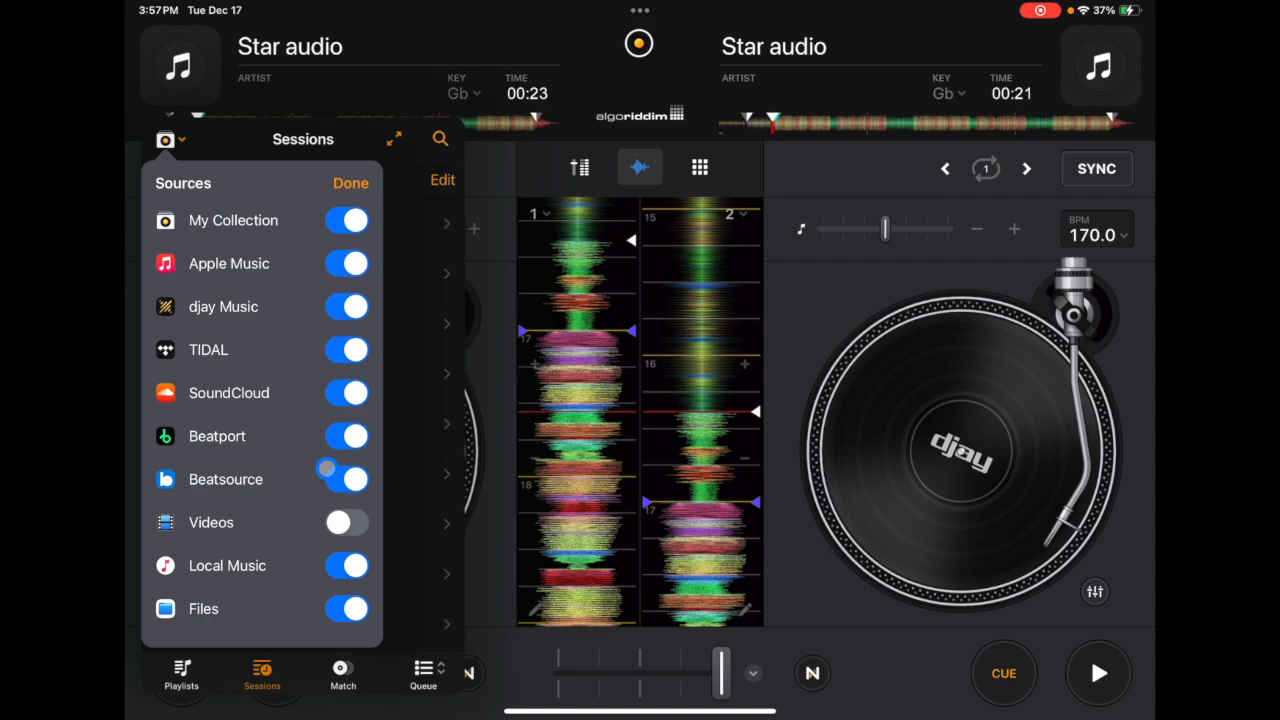 3:57 PM Tue Dec 17
37%
Star audio
ARTIST
KEY
TIME
Gb
00:23
algoriddim
Star audio
ARTIST
KEY
TIME
Gb
00:21
Sessions
Edit
Sources
Done
My Collection
Apple Music
djay Music
TIDAL
SoundCloud
Beatport
Beatsource
Videos
Local Music
Files
Playlists
Sessions
Match
Queue
1
17
18
2
15
16
17
1
SYNC
BPM
170.0
djay
N
N
CUE